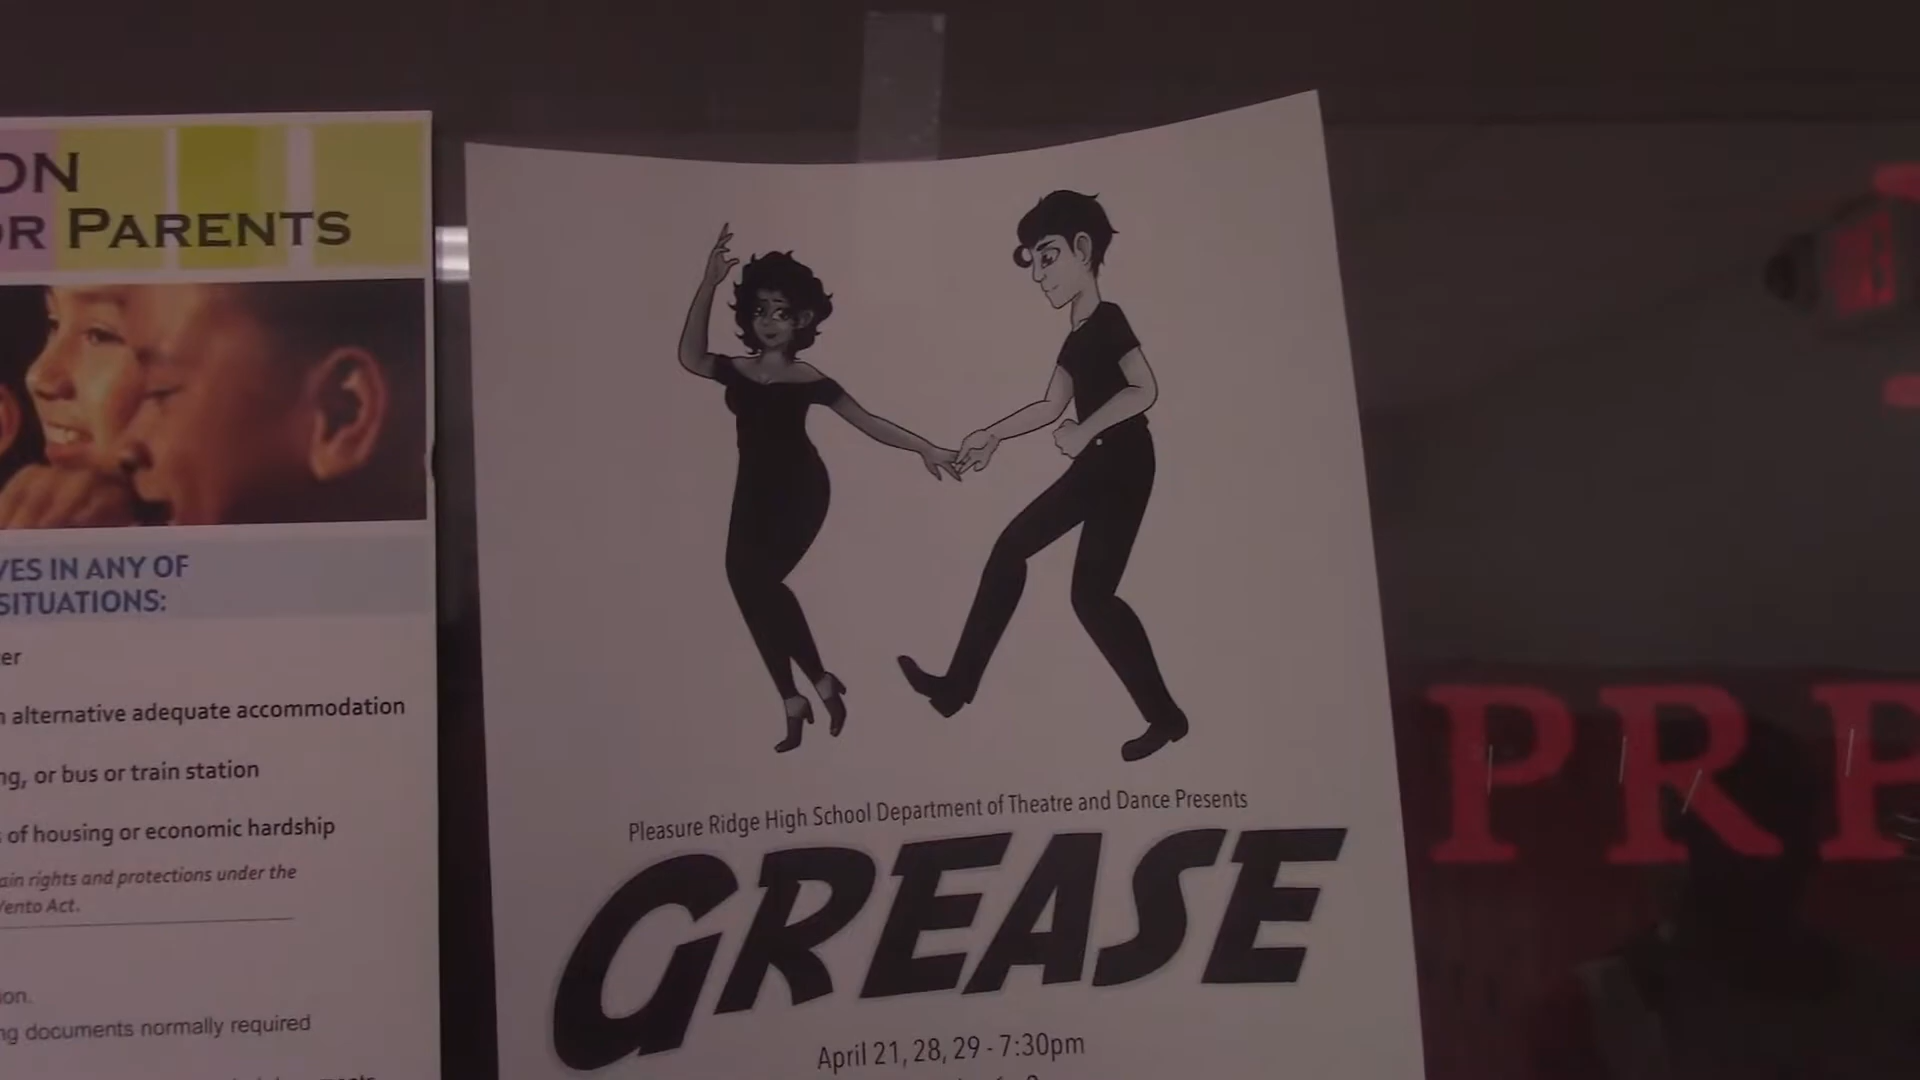 ON
OR PARENTS
VES IN ANY OF
SITUATIONS:
er
n alternative adequate accommodation
ng, or bus or train station
s of housing or economic hardship
ain rights and protections under the
Vento Act.
ion.
ng documents normally required
Pleasure Ridge High School Department of Theatre and Dance Presents
GREASE
April 21, 28, 29 - 7:30pm
PRP